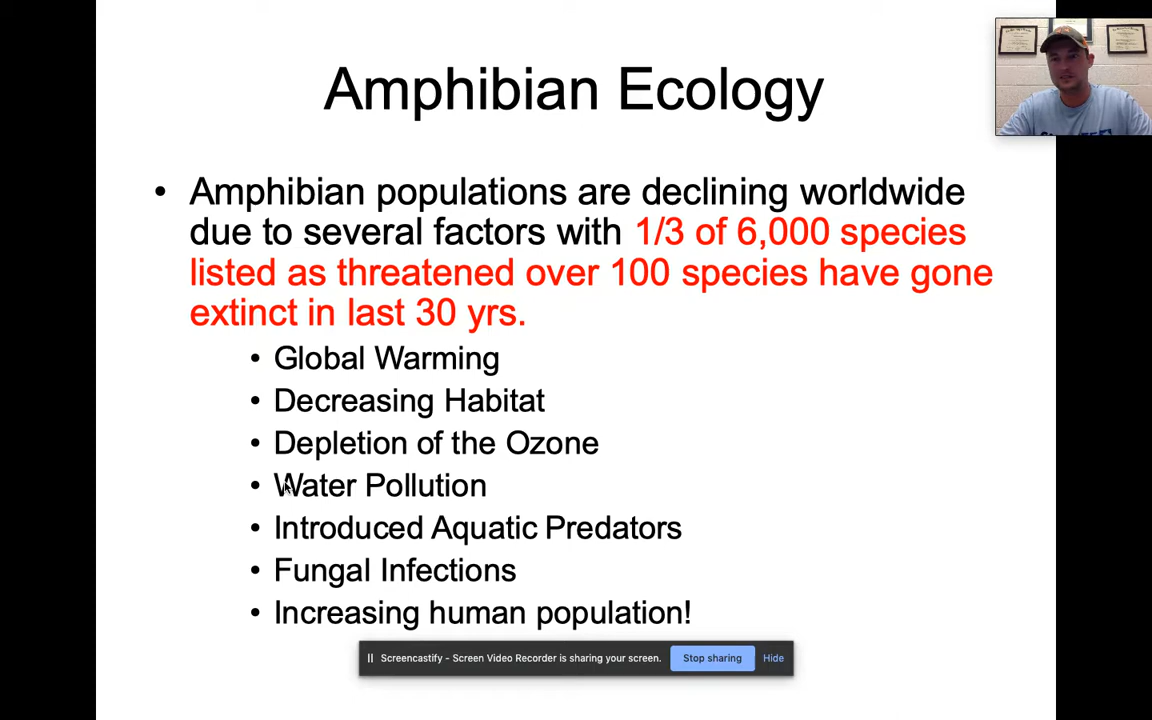 Amphibian Ecology
• Amphibian populations are declining worldwide
due to several factors with 1/3 of 6,000 species
listed as threatened over 100 species have gone
extinct in last 30 yrs.
• Global Warming
• Decreasing Habitat
• Depletion of the Ozone
• Water Pollution
• Introduced Aquatic Predators
• Fungal Infections
• Increasing human population!
Screencastify - Screen Video Recorder is sharing your screen. Stop sharing Hide